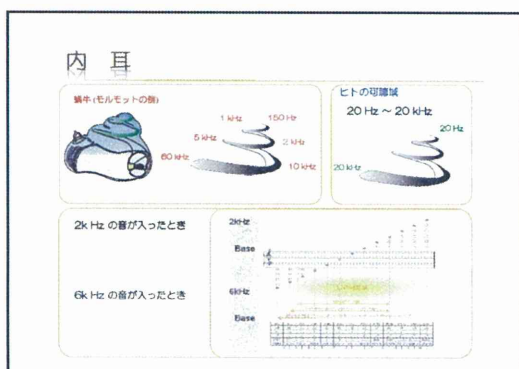 内 耳
蝸牛(モルモットの例)
1 kHz
150 Hz
5 kHz
2 kHz
60 kHz
10 kHz
ヒトの可聴域
20 Hz ~ 20 kHz
20 Hz
20 kHz
2k Hz の音が入ったとき
6k Hz の音が入ったとき
2kHz
Base
6kHz
Base